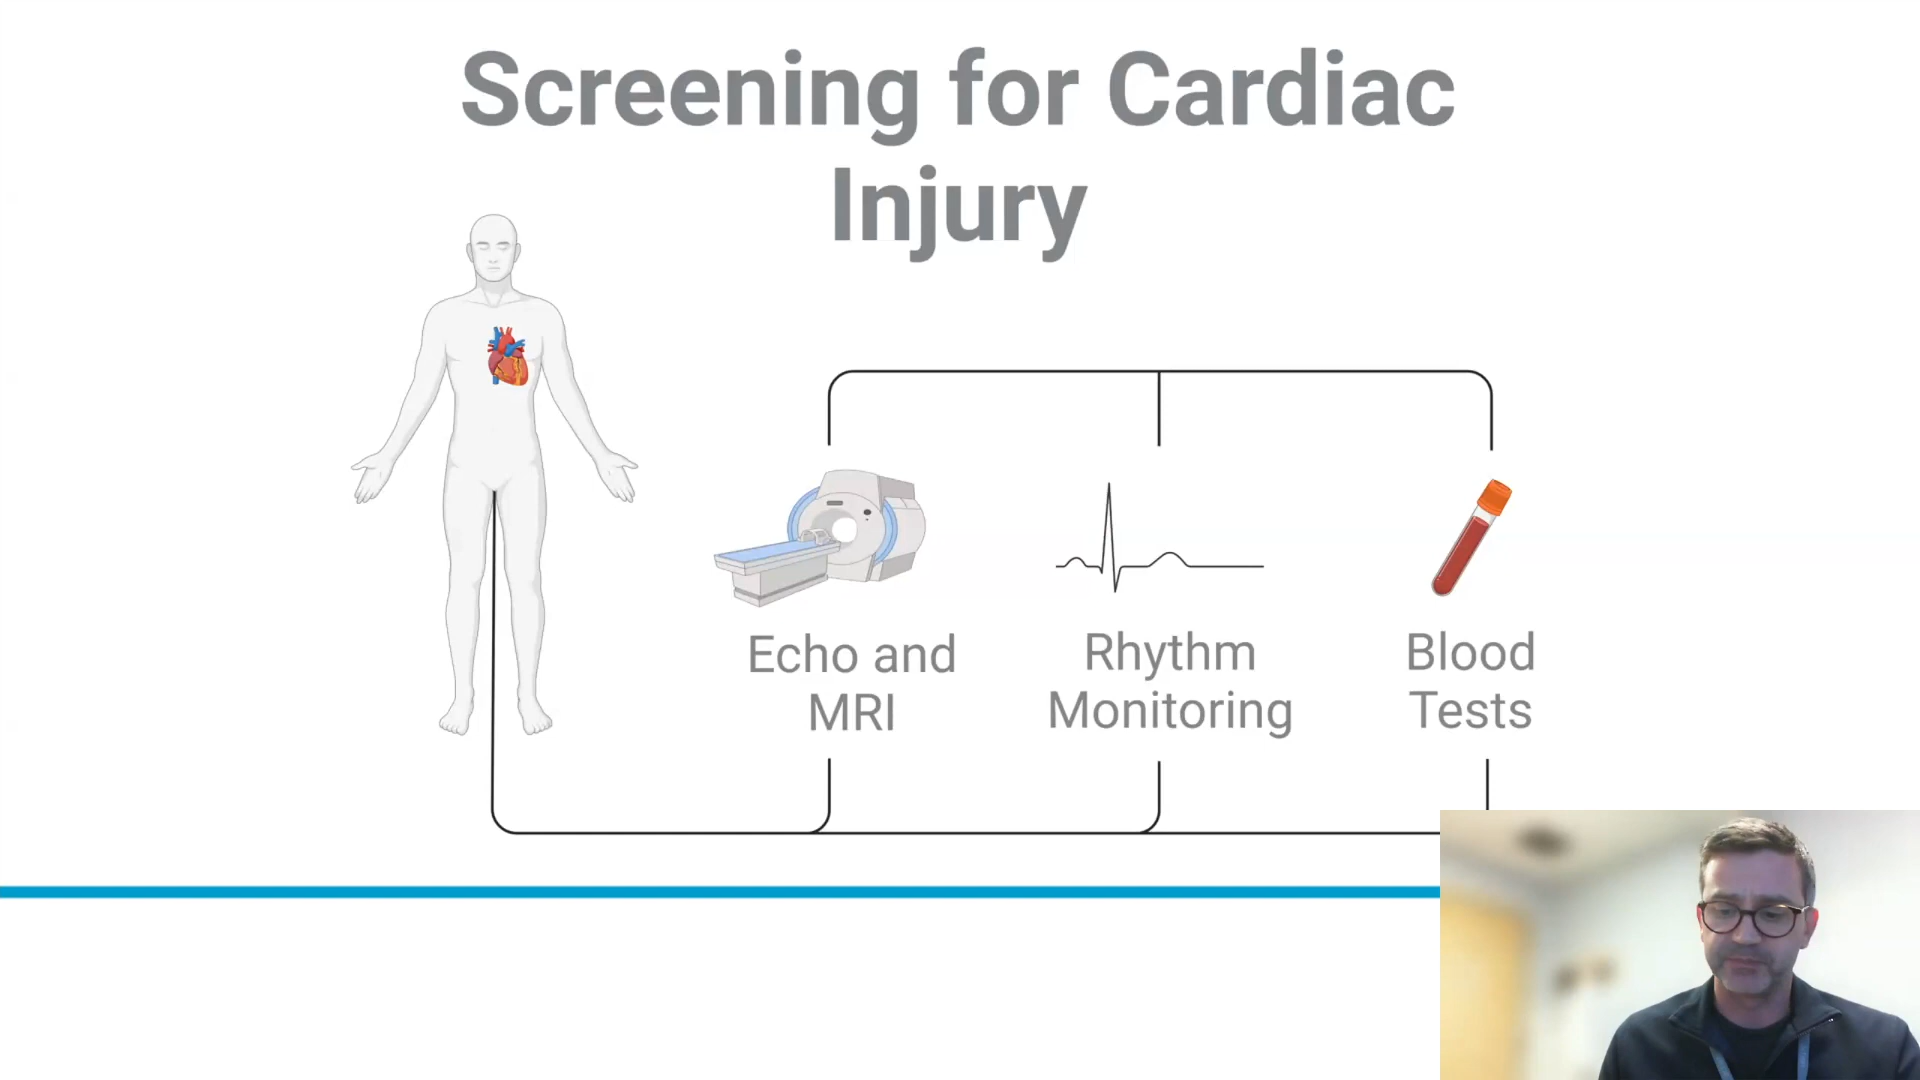 Screening for Cardiac
Injury
Echo and
MRI
Rhythm
Monitoring
Blood
Tests